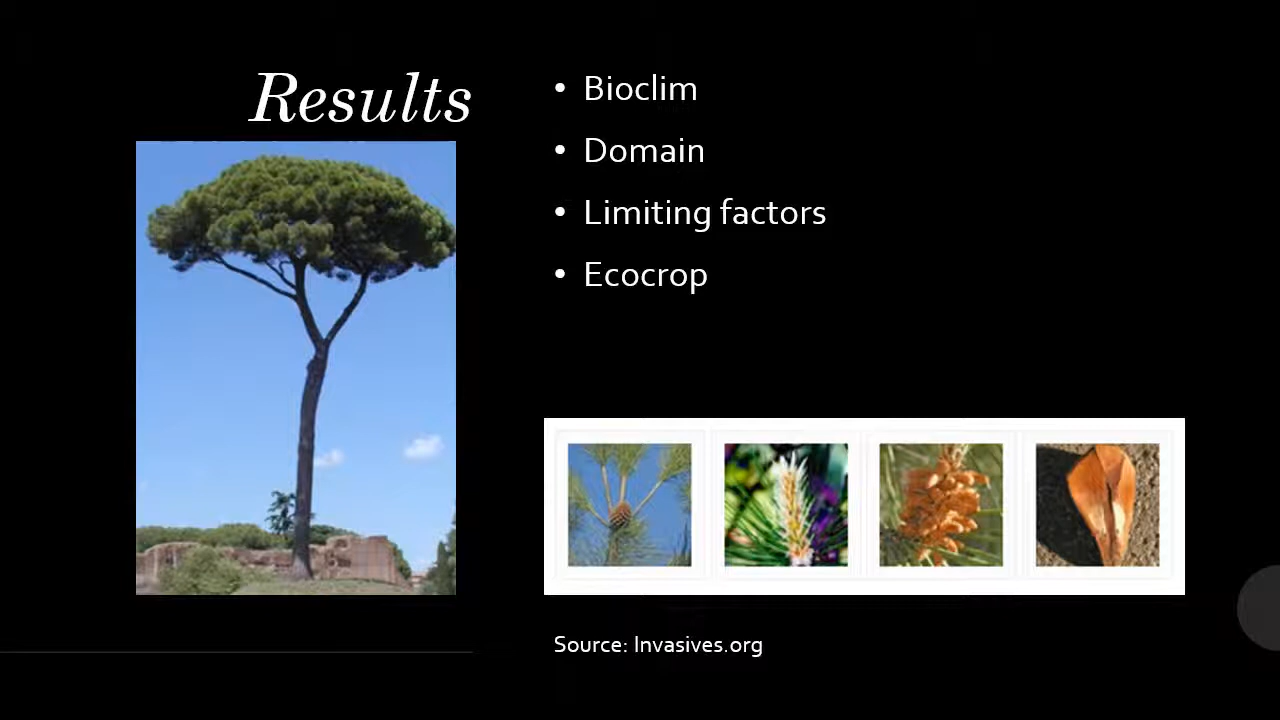 Results
• Bioclim
• Domain
• Limiting factors
• Ecocrop
Source: Invasives.org